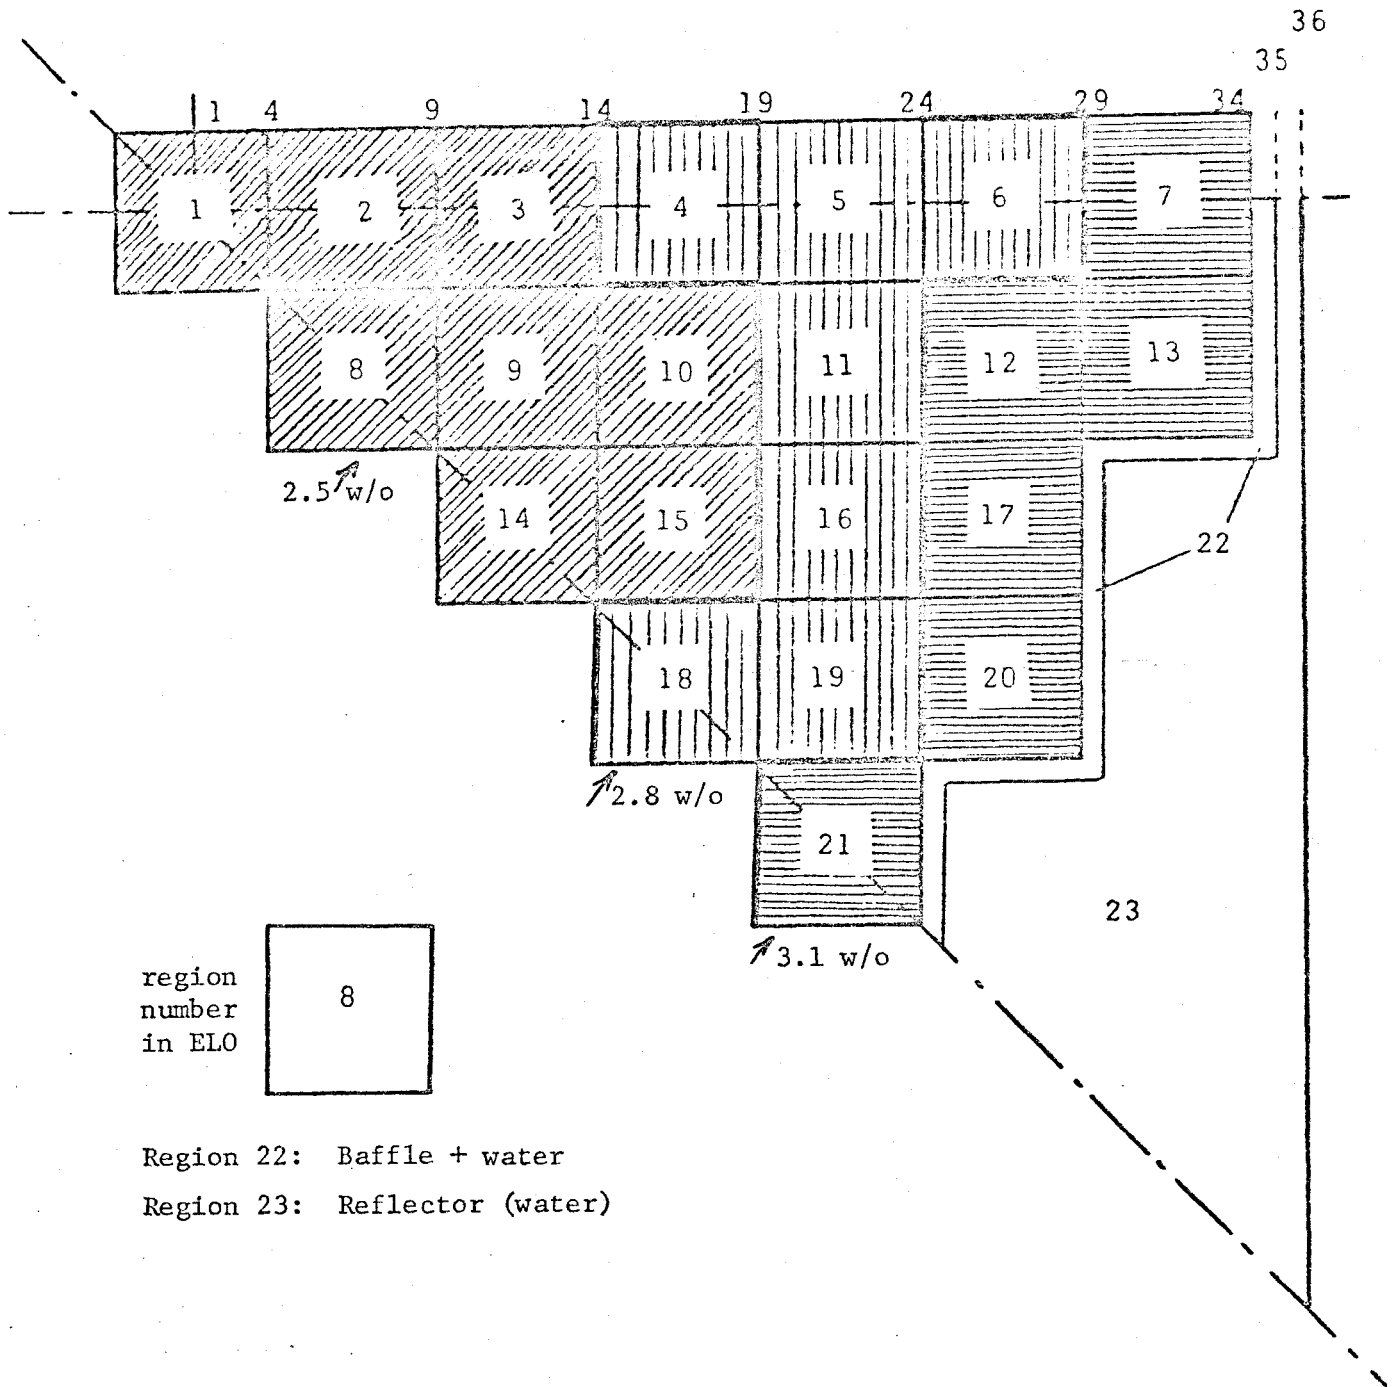 36
35
1 4 9 14 19 24 29 34
1 2 3 4 5 6 7
8 9 10 11 12 13
2.5 w/o
14 15 16 17
22
18 19 20
2.8 w/o
21
23
3.1 w/o
region
number
in ELO
8
Region 22: Baffle + water
Region 23: Reflector (water)